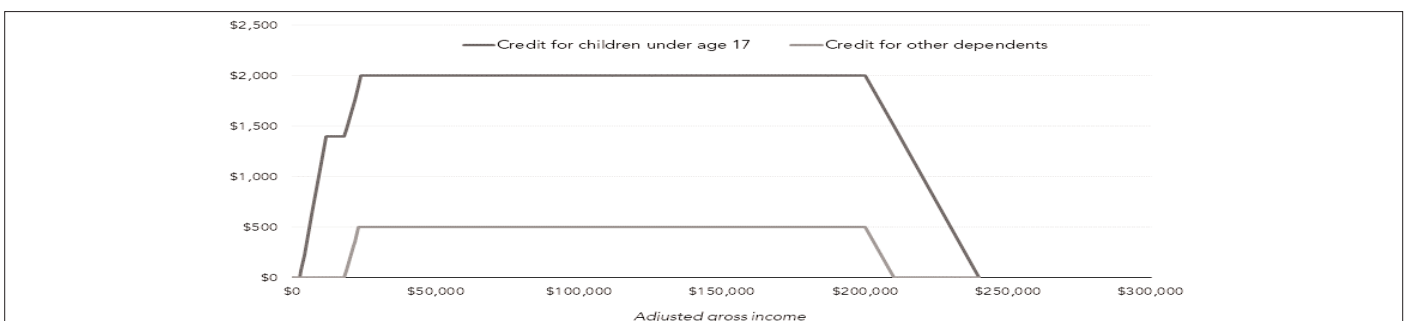 $2,500
Credit for children under age 17 Credit for other dependents
$2,000
$1,500
$1,000
$500
$0
$0 $50,000 $100,000 $150,000 $200,000 $250,000 $300,000
Adjusted gross income